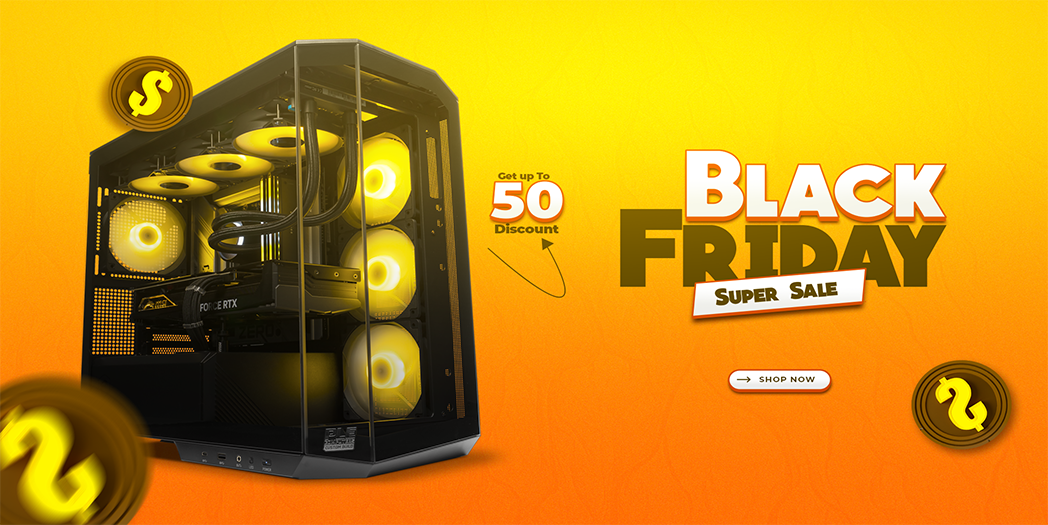 Get up To
50
Discount
BLACK
FRIDAY
SUPER SALE
SHOP NOW
FORCE RTX